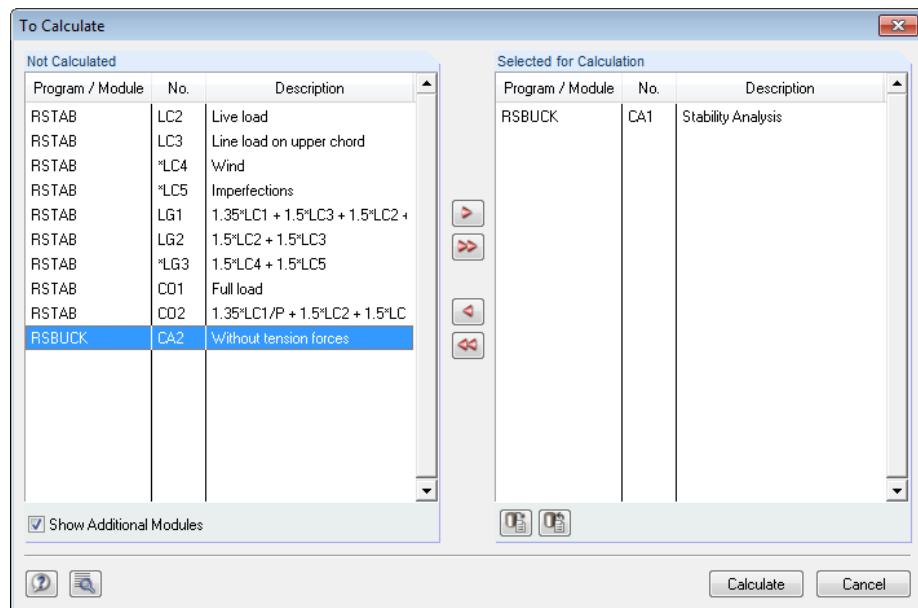 To Calculate
Not Calculated
Program / Module No. Description
RSTAB LC2 Live load
RSTAB LC3 Line load on upper chord
RSTAB *LC4 Wind
RSTAB *LC5 Imperfections
RSTAB LG1 1.35*LC1 + 1.5*LC3 + 1.5*LC2 +
RSTAB LG2 1.5*LC2 + 1.5*LC3
RSTAB *LG3 1.5*LC4 + 1.5*LC5
RSTAB CO1 Full load
RSTAB CO2 1.35*LC1/P + 1.5*LC2 + 1.5*LC
RSBUCK CA2 Without tension forces
Show Additional Modules
Selected for Calculation
Program / Module No. Description
RSBUCK CA1 Stability Analysis
Calculate Cancel